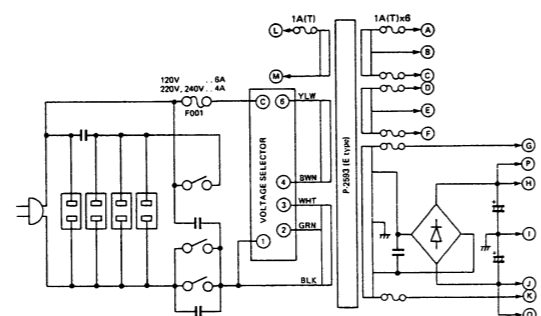 1A(T)
1A(T)x6
L
A
B
M
C
120V ..6A
220V, 240V ..4A
F001
D
C
6
YLW
E
F
VOLTAGE SELECTOR
P-2593 (E type)
G
P
4
BWN
H
3
WHT
2
GRN
1
I
BLK
J
K
O